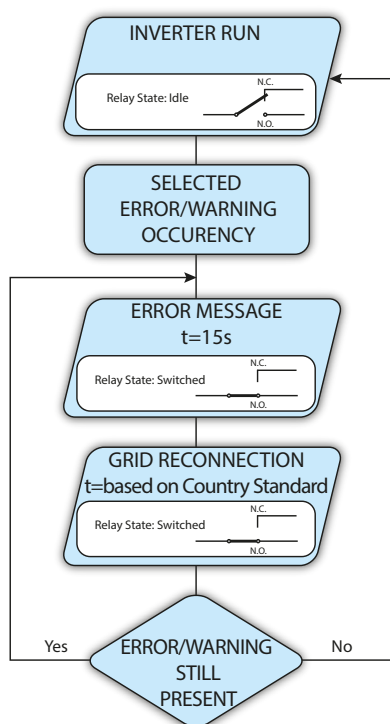 INVERTER RUN
N.C.
Relay State: Idle
N.O.
SELECTED
ERROR/WARNING
OCCURENCY
ERROR MESSAGE
t=15s
N.C.
Relay State: Switched
N.O.
GRID RECONNECTION
t=based on Country Standard
N.C.
Relay State: Switched
N.O.
Yes
ERROR/WARNING
STILL
PRESENT
No